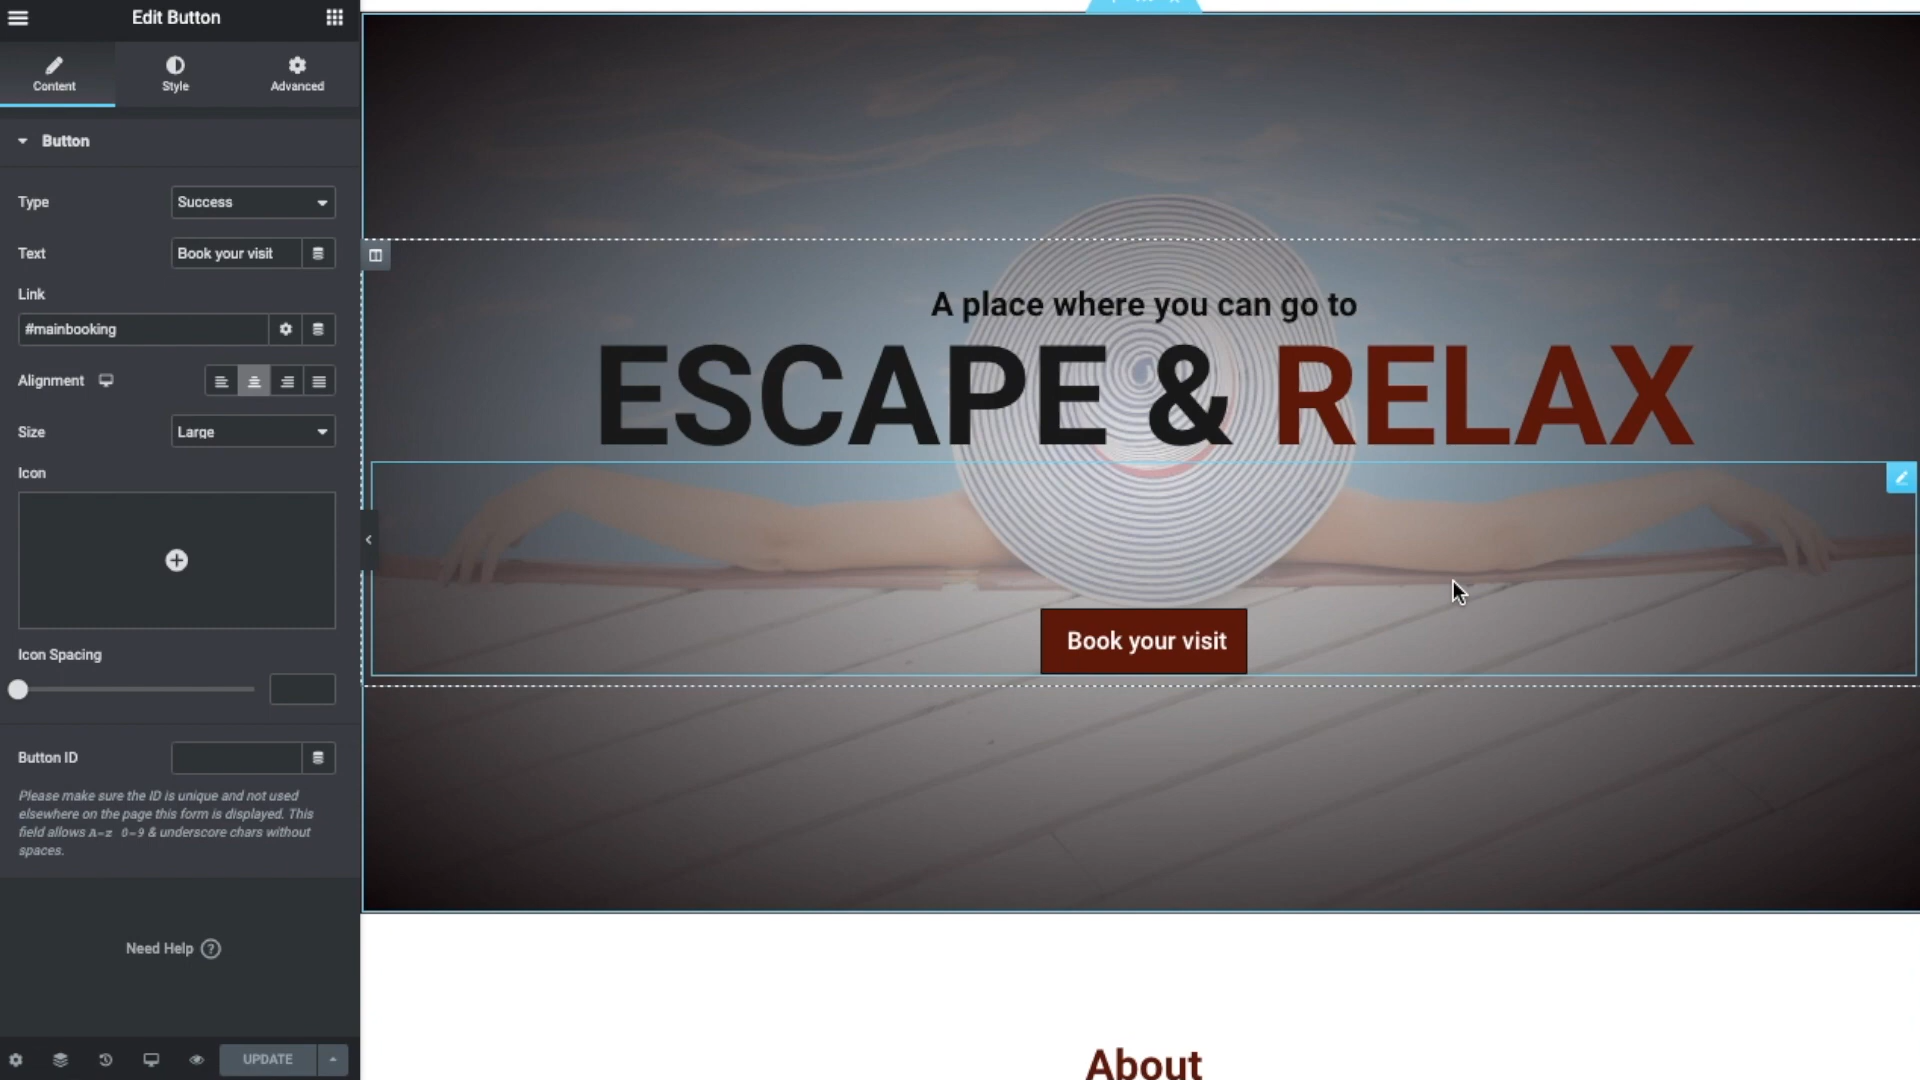 Edit Button
Content
Style
Advanced
Button
Type
Success
Text
Book your visit
Link
#mainbooking
Alignment
Size
Large
Icon
Icon Spacing
Button ID
Please make sure the ID is unique and not used
elsewhere on the page this form is displayed. This
field allows A-z 0-9 & underscore chars without
spaces.
Need Help ?
UPDATE
A place where you can go to
ESCAPE & RELAX
Book your visit
About